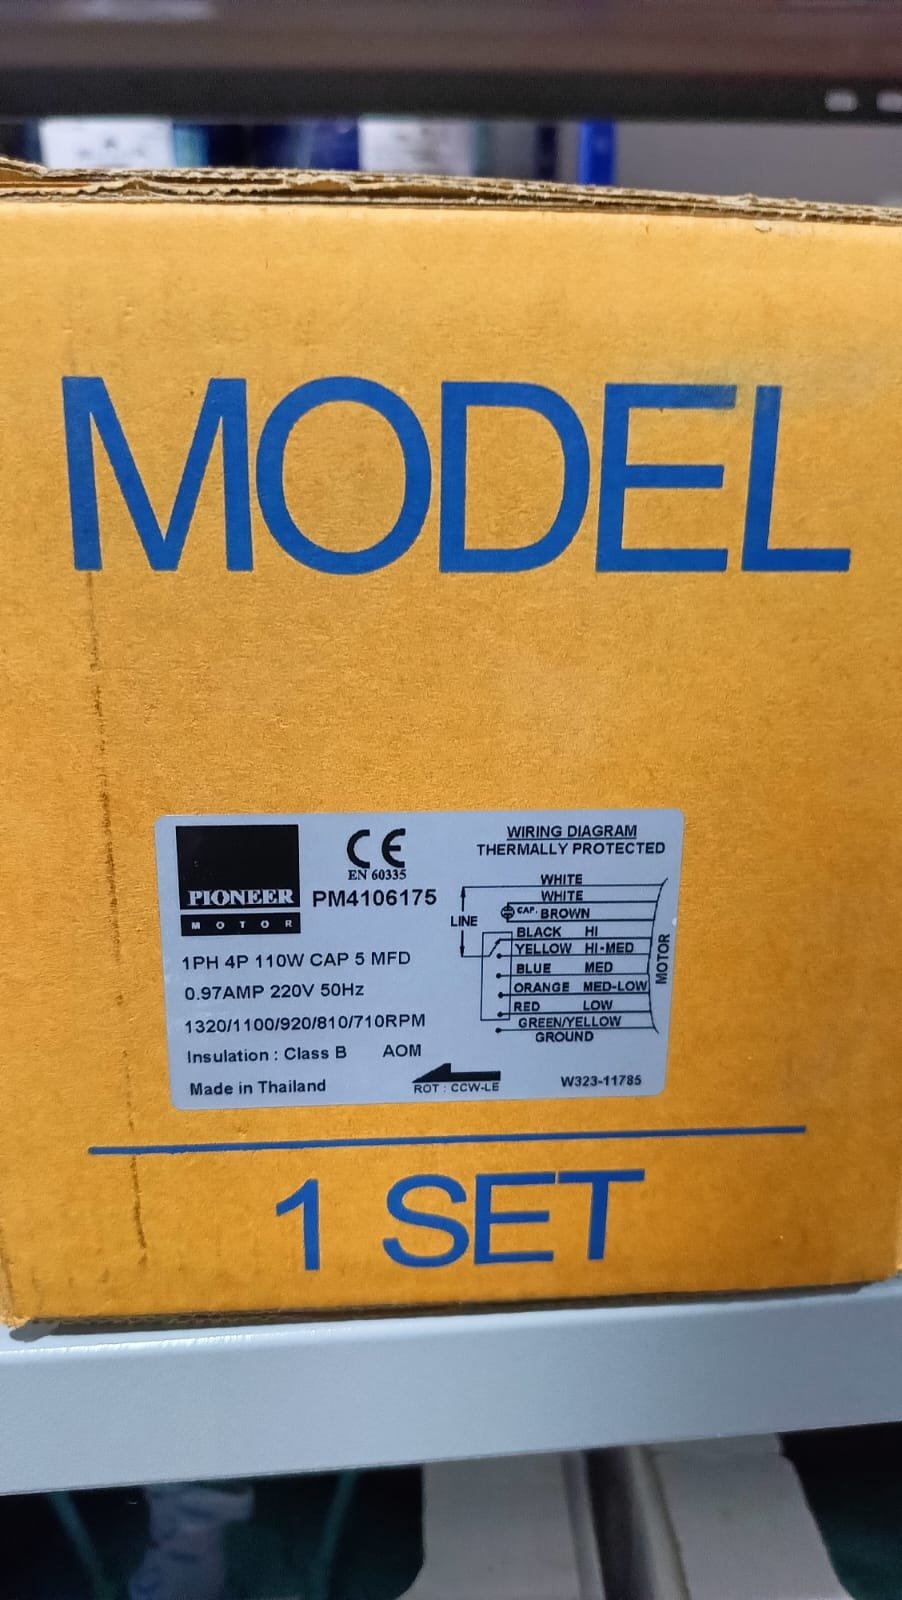 MODEL
PIONEER
MOTOR
CE
EN 60335
PM4106175
1PH 4P 110W CAP 5 MFD
0.97AMP 220V 50Hz
1320/1100/920/810/710RPM
Insulation : Class B AOM
Made in Thailand
WIRING DIAGRAM
THERMALLY PROTECTED
WHITE
WHITE
CAP. BROWN
LINE
BLACK HI
YELLOW HI-MED
BLUE MED
ORANGE MED-LOW
RED LOW
GREEN/YELLOW
GROUND
MOTOR
ROT : CCW-LE
W323-11785
1 SET